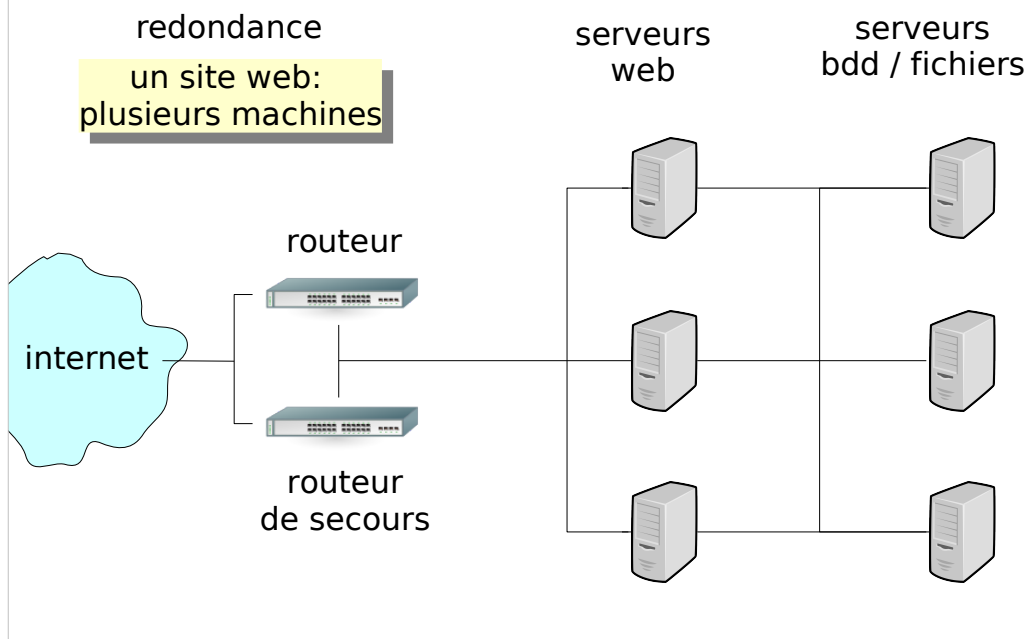 redondance
un site web:
plusieurs machines
serveurs
web
serveurs
bdd / fichiers
routeur
internet
routeur
de secours